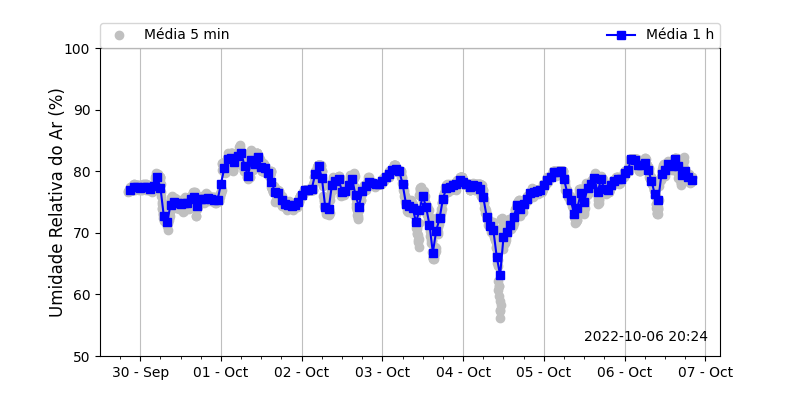 Média 5 min Média 1 h
100
90
80
70
60
50
Umidade Relativa do Ar (%)
2022-10-06 20:24
30 - Sep 01 - Oct 02 - Oct 03 - Oct 04 - Oct 05 - Oct 06 - Oct 07 - Oct